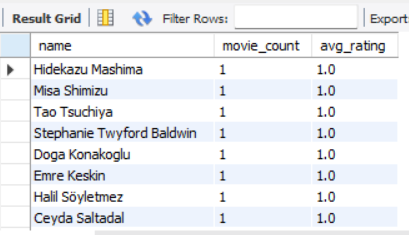 Result Grid Filter Rows: Export
name movie_count avg_rating
Hidekazu Mashima 1 1.0
Misa Shimizu 1 1.0
Tao Tsuchiya 1 1.0
Stephanie Twyford Baldwin 1 1.0
Doga Konakoglu 1 1.0
Emre Keskin 1 1.0
Halil Söyletmez 1 1.0
Ceyda Saltadal 1 1.0